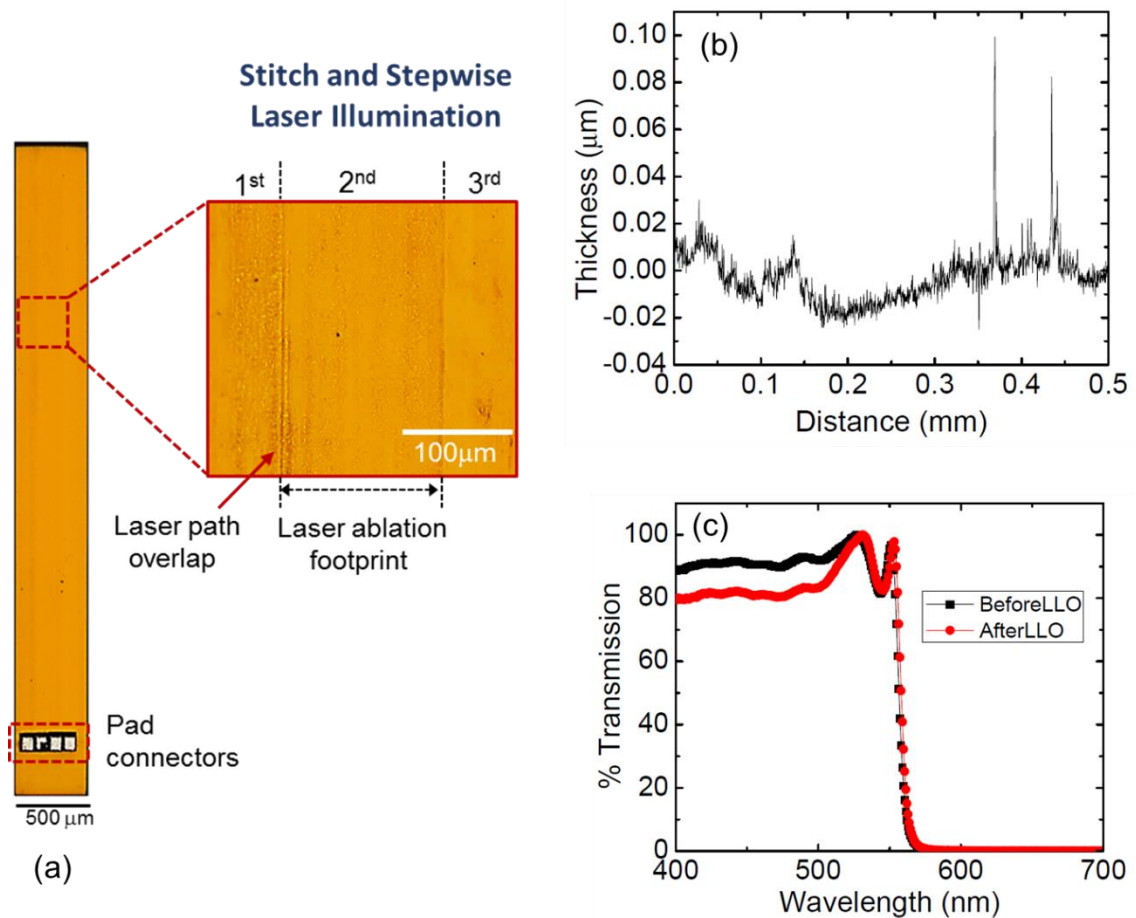 Stitch and Stepwise
Laser Illumination
1st
2nd
3rd
100μm
Laser path
overlap
Laser ablation
footprint
Pad
connectors
500 μm
(a)
(b)
0.10
0.08
0.06
0.04
0.02
0.00
-0.02
-0.04
Thickness (μm)
0.0 0.1 0.2 0.3 0.4 0.5
Distance (mm)
(c)
100
80
60
40
20
0
% Transmission
BeforeLLO
AfterLLO
400 500 600 700
Wavelength (nm)